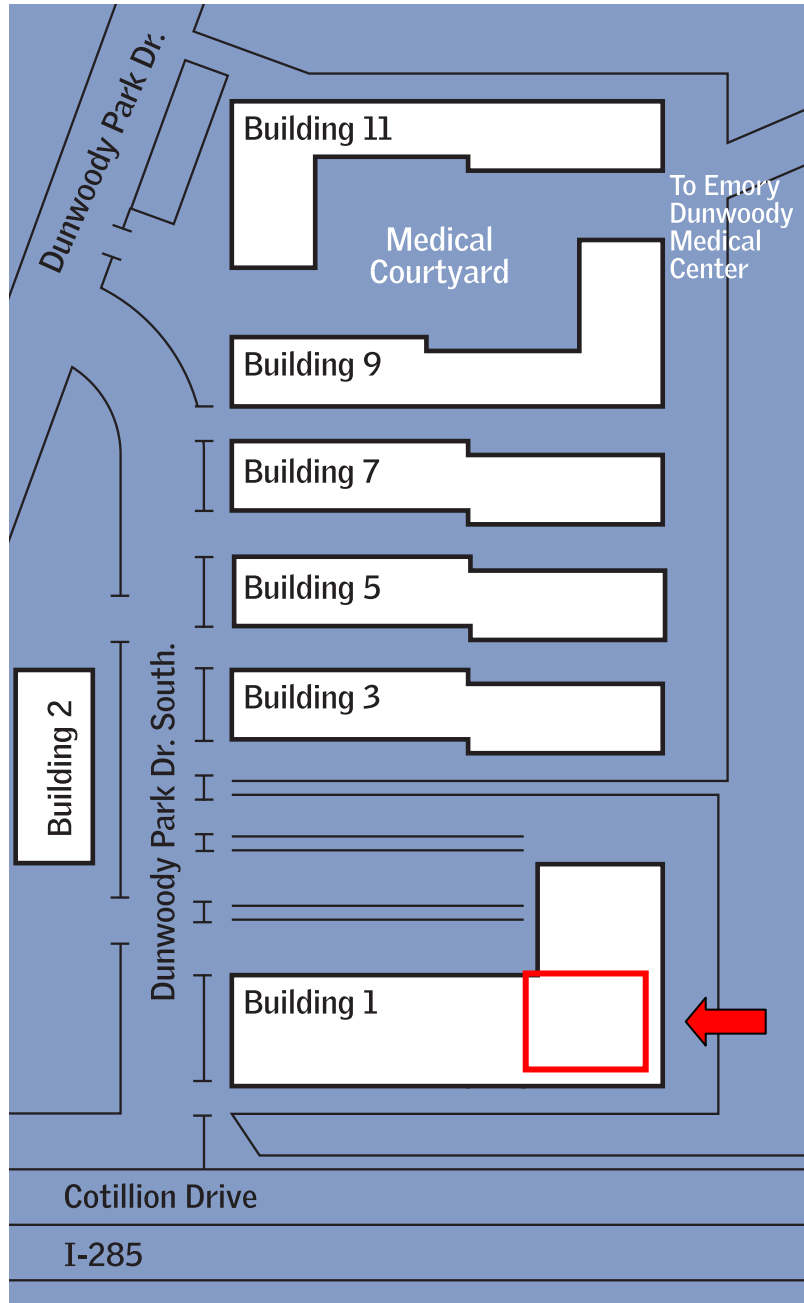 Dunwoody Park Dr.
Building 11
To Emory
Dunwoody
Medical
Center
Medical
Courtyard
Building 9
Building 7
Building 5
Building 3
Building 2
Dunwoody Park Dr. South.
Building 1
Cotillion Drive
I-285